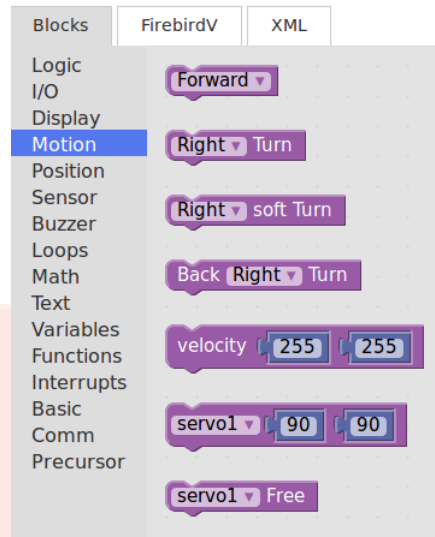 Blocks FirebirdV XML
Logic
I/O
Display
Motion
Position
Sensor
Buzzer
Loops
Math
Text
Variables
Functions
Interrupts
Basic
Comm
Precursor
Forward
Right Turn
Right soft Turn
Back Right Turn
velocity 255 255
servo1 90 90
servo1 Free